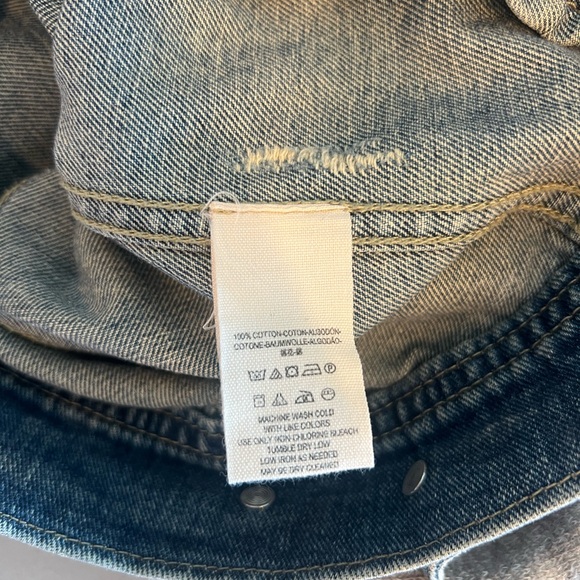 100% COTTON-COTON-ALGODON-
COTONE-BAUMWOLLE-ALGODÃO-
MACHINE WASH COLD
WITH LIKE COLORS
USE ONLY NON CHLORINE BLEACH
TUMBLE DRY LOW
LOW IRON AS NEEDED
MAY BE DRY CLEANED